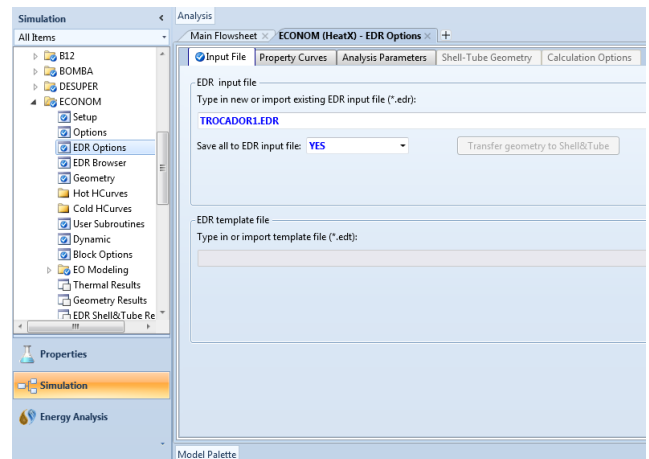 Simulation
All Items
B12
BOMBA
DESUPER
ECONOM
Setup
Options
EDR Options
EDR Browser
Geometry
Hot HCurves
Cold HCurves
User Subroutines
Dynamic
Block Options
EO Modeling
Thermal Results
Geometry Results
EDR Shell&Tube Re
Properties
Simulation
Energy Analysis
Analysis
Main Flowsheet × ECONOM (HeatX) - EDR Options × +
Input File Property Curves Analysis Parameters Shell-Tube Geometry Calculation Options
EDR input file
Type in new or import existing EDR input file (*.edr):
TROCADOR1.EDR
Save all to EDR input file: YES Transfer geometry to Shell&Tube
EDR template file
Type in or import template file (*.edt):
Model Palette